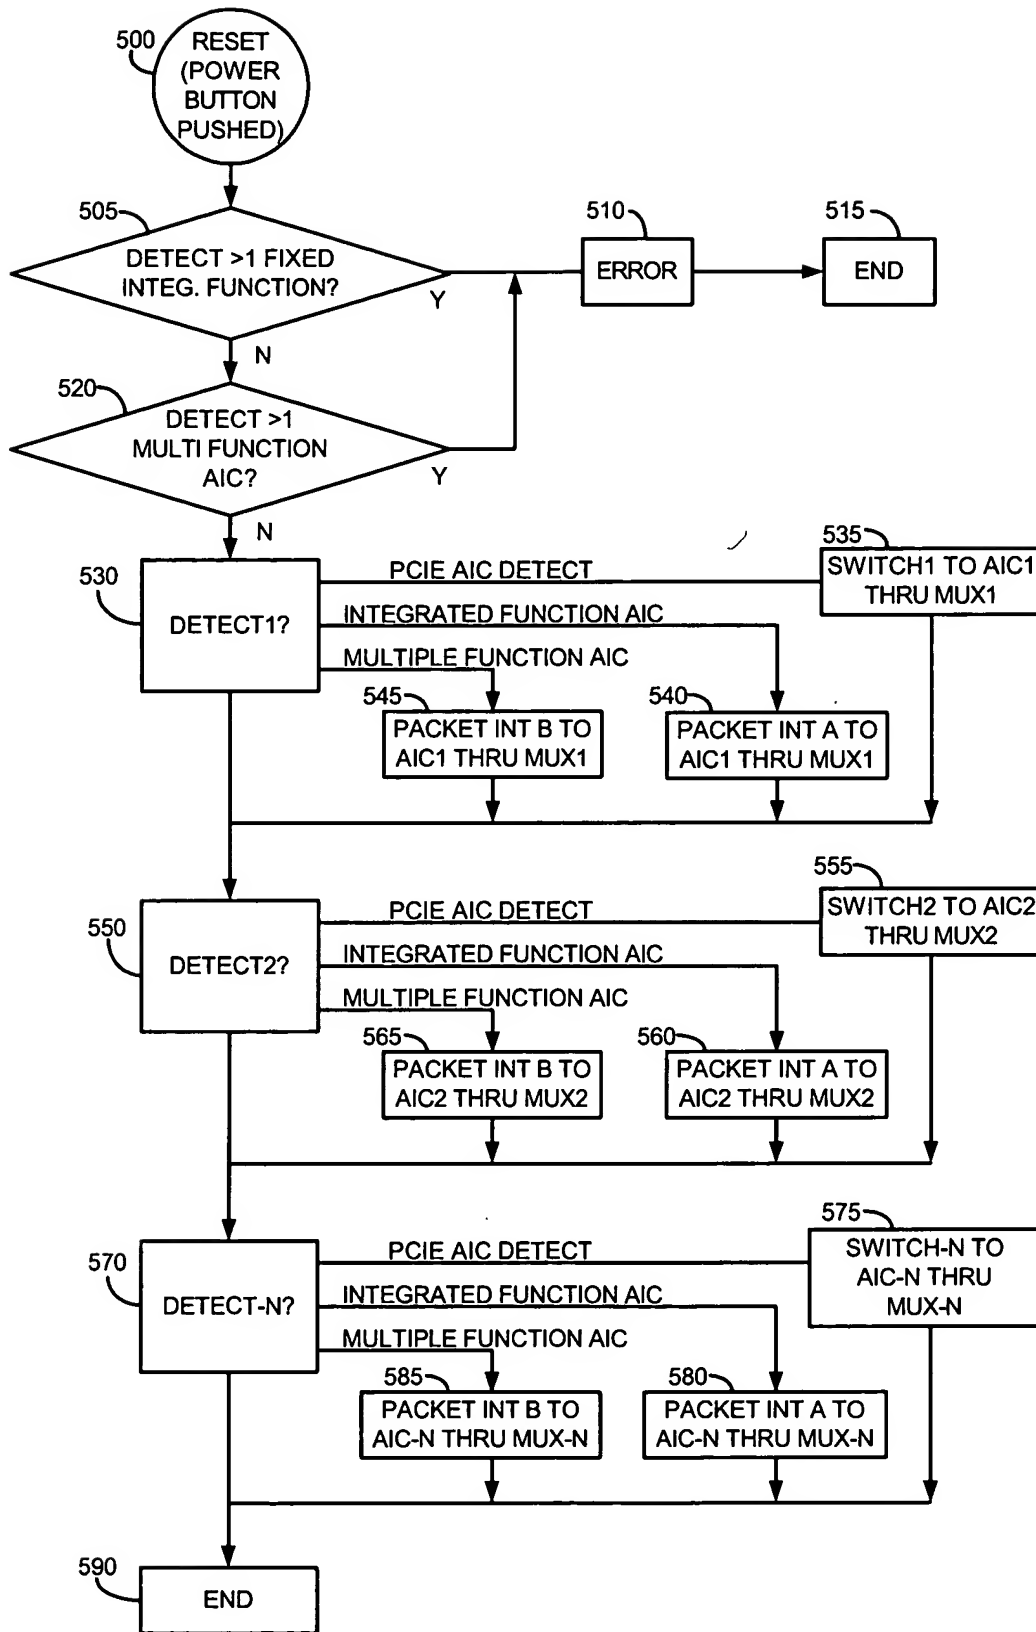 500
RESET
(POWER
BUTTON
PUSHED)
505
DETECT >1 FIXED
INTEG. FUNCTION?
Y
N
510
ERROR
515
END
520
DETECT >1
MULTI FUNCTION
AIC?
Y
N
530
DETECT1?
PCIE AIC DETECT
INTEGRATED FUNCTION AIC
MULTIPLE FUNCTION AIC
535
SWITCH1 TO AIC1
THRU MUX1
545
PACKET INT B TO
AIC1 THRU MUX1
540
PACKET INT A TO
AIC1 THRU MUX1
550
DETECT2?
PCIE AIC DETECT
INTEGRATED FUNCTION AIC
MULTIPLE FUNCTION AIC
555
SWITCH2 TO AIC2
THRU MUX2
565
PACKET INT B TO
AIC2 THRU MUX2
560
PACKET INT A TO
AIC2 THRU MUX2
570
DETECT-N?
PCIE AIC DETECT
INTEGRATED FUNCTION AIC
MULTIPLE FUNCTION AIC
575
SWITCH-N TO
AIC-N THRU
MUX-N
585
PACKET INT B TO
AIC-N THRU MUX-N
580
PACKET INT A TO
AIC-N THRU MUX-N
590
END